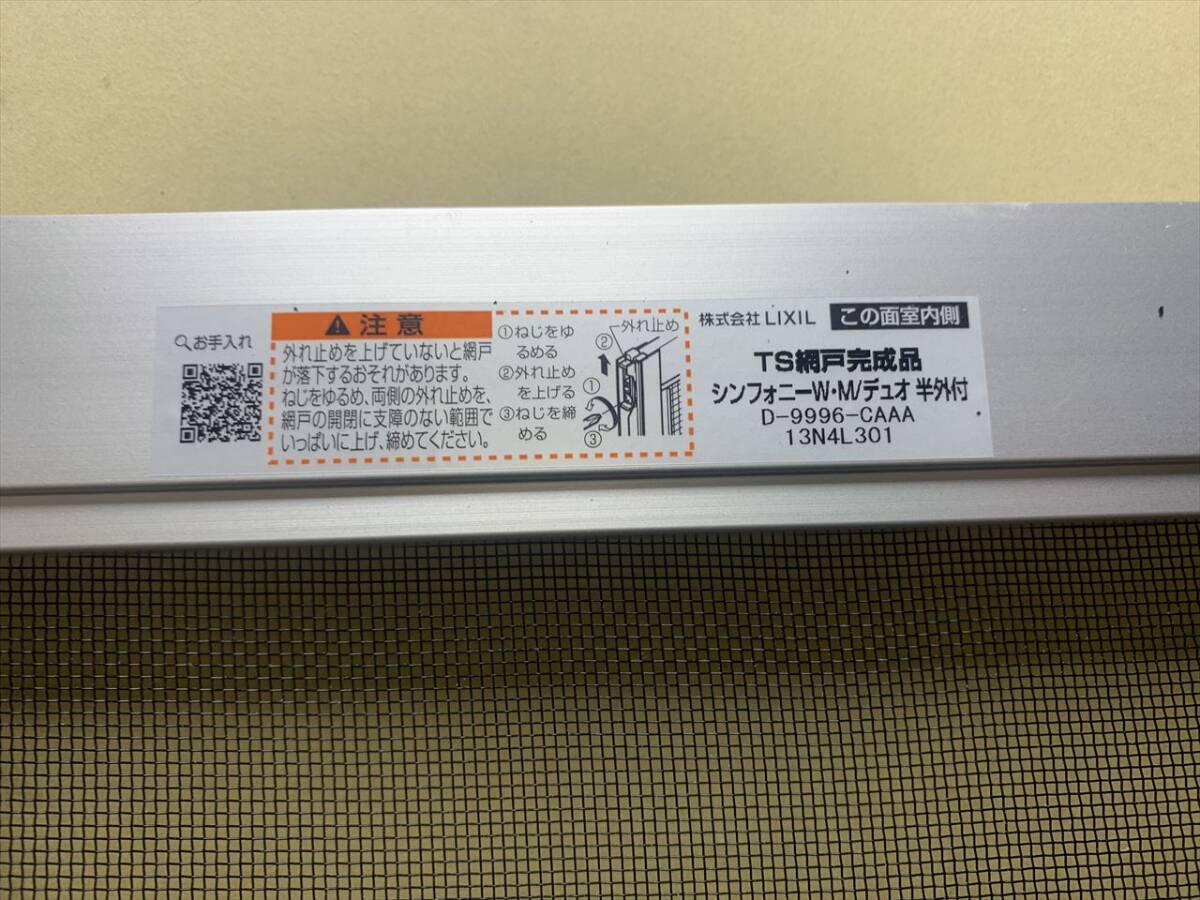 お手入れ
注意
外れ止めを上げていないと網戸
が落下するおそれがあります。
ねじをゆるめ、両側の外れ止めを、
網戸の開閉に支障のない範囲で
いっぱいに上げ、締めてください。
①ねじをゆ
るめる
②外れ止め
を上げる
③ねじを締
める
外れ止め
②
①
③
株式会社LIXIL
この面室内側
TS網戸完成品
シンフォニーW・M/デュオ 半外付
D-9996-CAAA
13N4L301